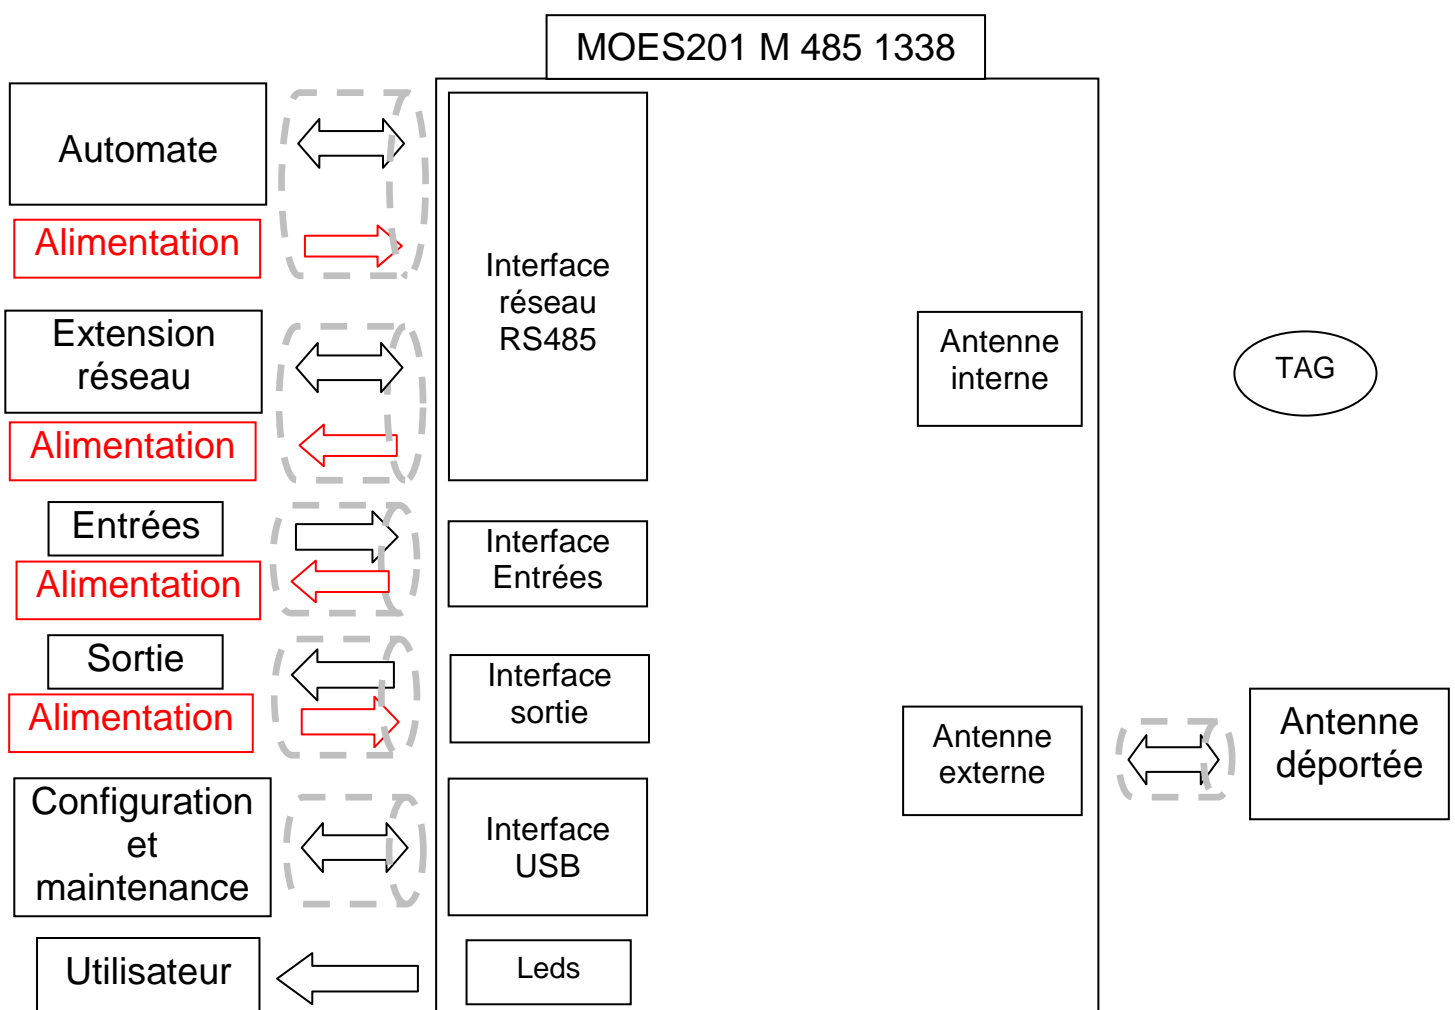 MOES201 M 485 1338
Automate
Alimentation
Extension
réseau
Alimentation
Entrées
Alimentation
Sortie
Alimentation
Configuration
et
maintenance
Utilisateur
Interface
réseau
RS485
Interface
Entrées
Interface
sortie
Interface
USB
Leds
Antenne
interne
Antenne
externe
TAG
Antenne
déportée